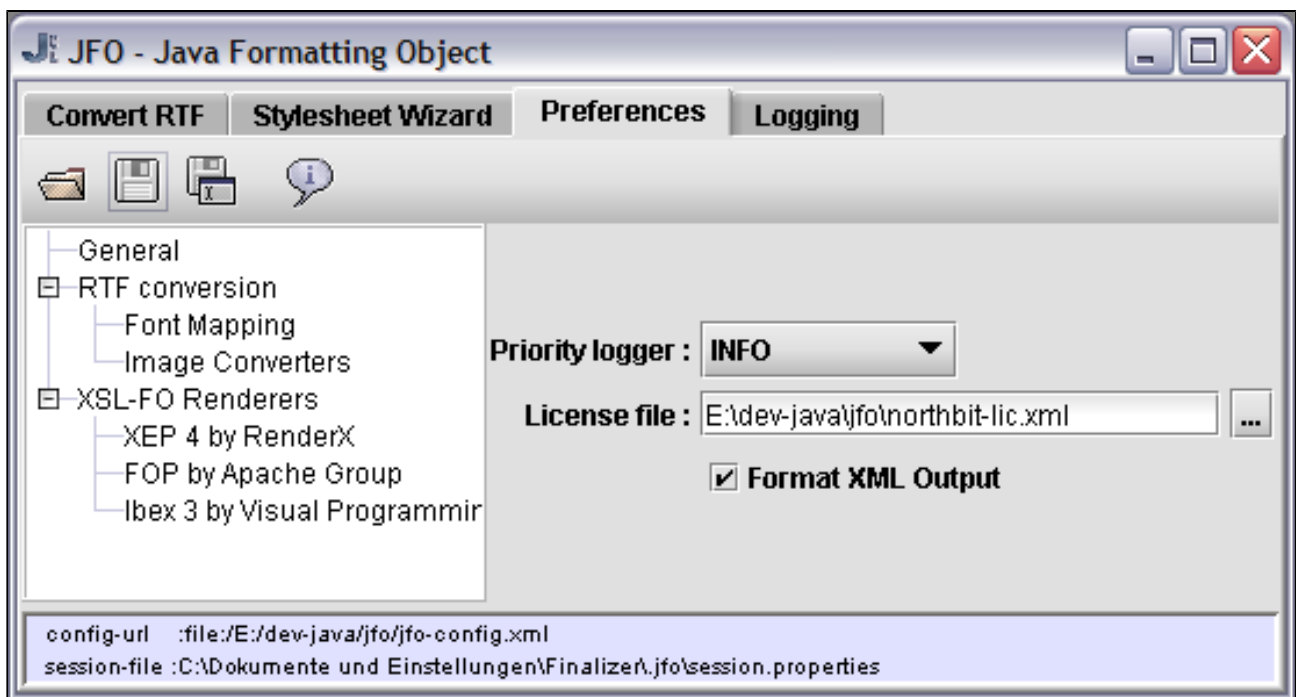 JFO - Java Formatting Object
Convert RTF Stylesheet Wizard Preferences Logging
General
RTF conversion
Font Mapping
Image Converters
XSL-FO Renderers
XEP 4 by RenderX
FOP by Apache Group
Ibex 3 by Visual Programmin
Priority logger : INFO
License file : E:\dev-java\jfo\northbit-lic.xml ...
Format XML Output
config-url :file:/E:/dev-java/jfo/jfo-config.xml
session-file :C:\Dokumente und Einstellungen\Finalizer\.jfo\session.properties